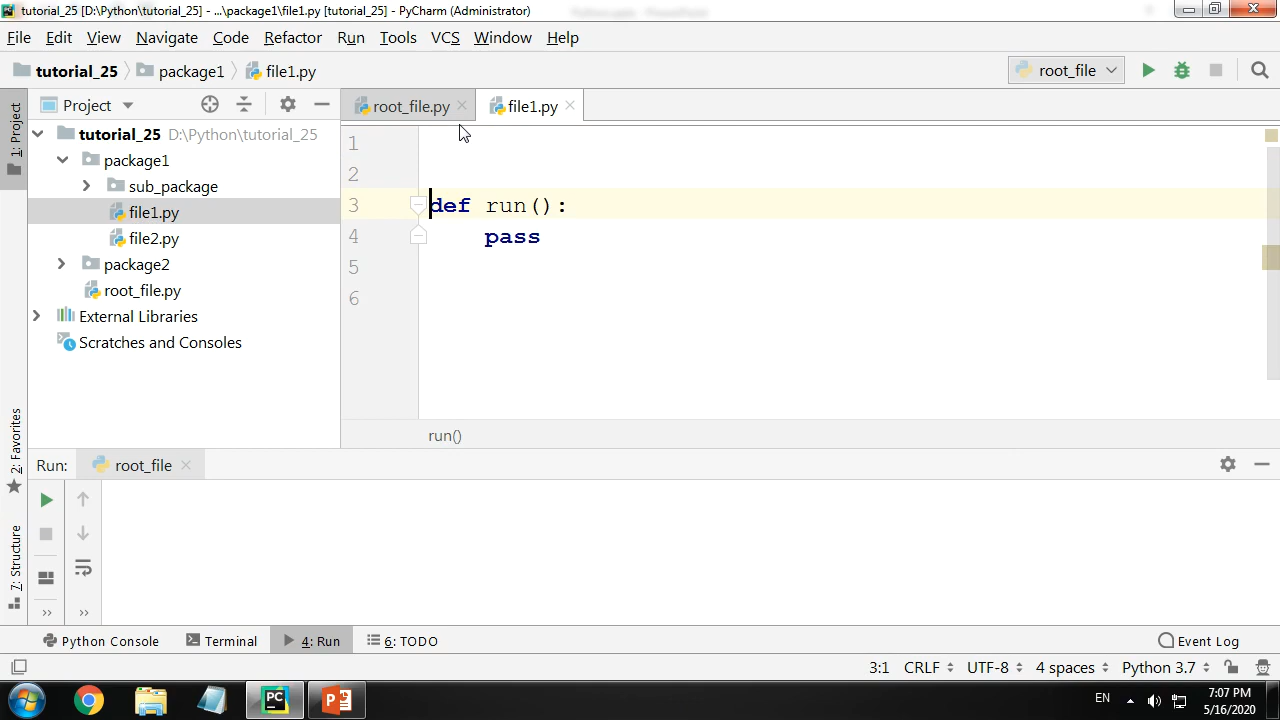 tutorial_25 [D:\Python\tutorial_25] - ...\package1\file1.py [tutorial_25] - PyCharm (Administrator)
File Edit View Navigate Code Refactor Run Tools VCS Window Help
tutorial_25 package1 file1.py root_file
1: Project
Project
root_file.py file1.py
tutorial_25 D:\Python\tutorial_25
package1
sub_package
file1.py
file2.py
package2
root_file.py
External Libraries
Scratches and Consoles
1
2
3 def run():
4 pass
5
6
run()
2: Favorites
7: Structure
Run: root_file
Python Console Terminal 4: Run 6: TODO Event Log
3:1 CRLF UTF-8 4 spaces Python 3.7
EN 7:07 PM
5/16/2020